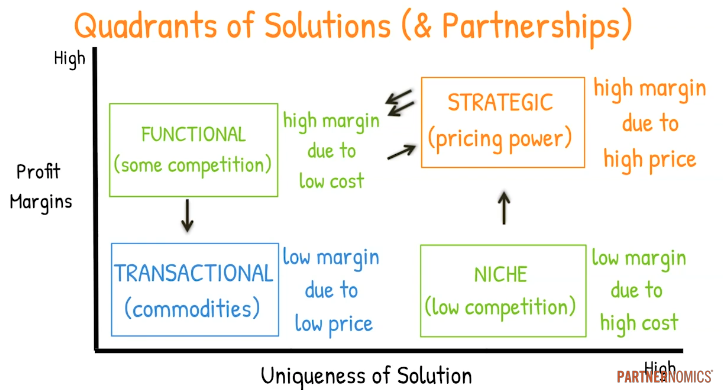 Quadrants of Solutions (& Partnerships)
High
FUNCTIONAL
(some competition)
high margin
due to
low cost
STRATEGIC
(pricing power)
high margin
due to
high price
Profit
Margins
TRANSACTIONAL
(commodities)
low margin
due to
low price
NICHE
(low competition)
low margin
due to
high cost
Uniqueness of Solution
High
PARTNERNOMICS